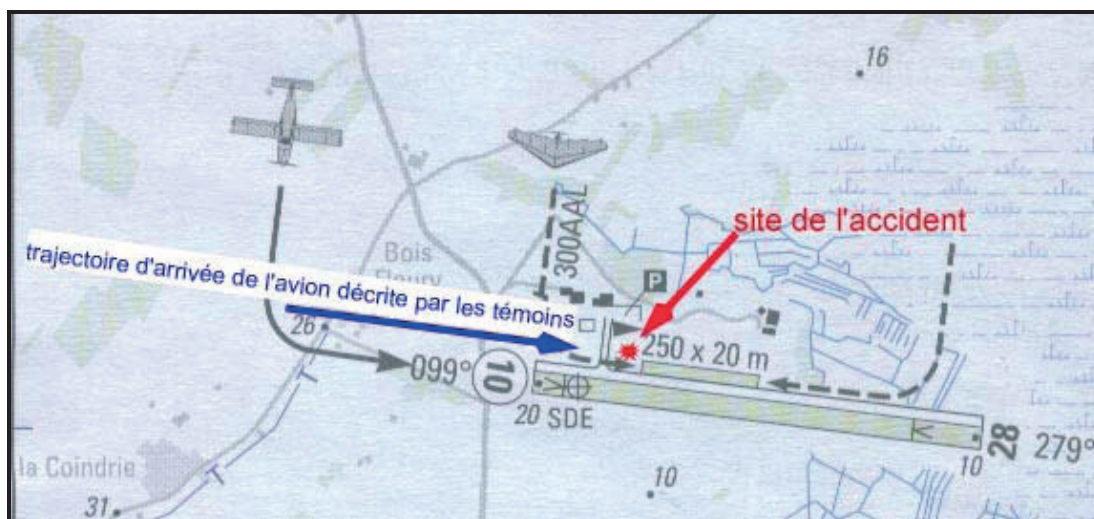 16
site de l'accident
300AAL
Bois
Fleury
trajectoire d'arrivée de l'avion décrite par les témoins
P
26
250 x 20 m
099°
10
20 SDE
28
279°
10
la Coindrie
10
31